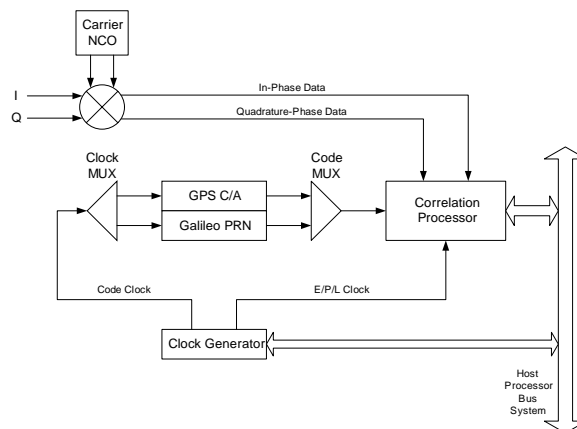 Carrier
NCO
I
Q
In-Phase Data
Quadrature-Phase Data
Clock
MUX
GPS C/A
Galileo PRN
Code
MUX
Correlation
Processor
Code Clock
E/P/L Clock
Clock Generator
Host
Processor
Bus
System